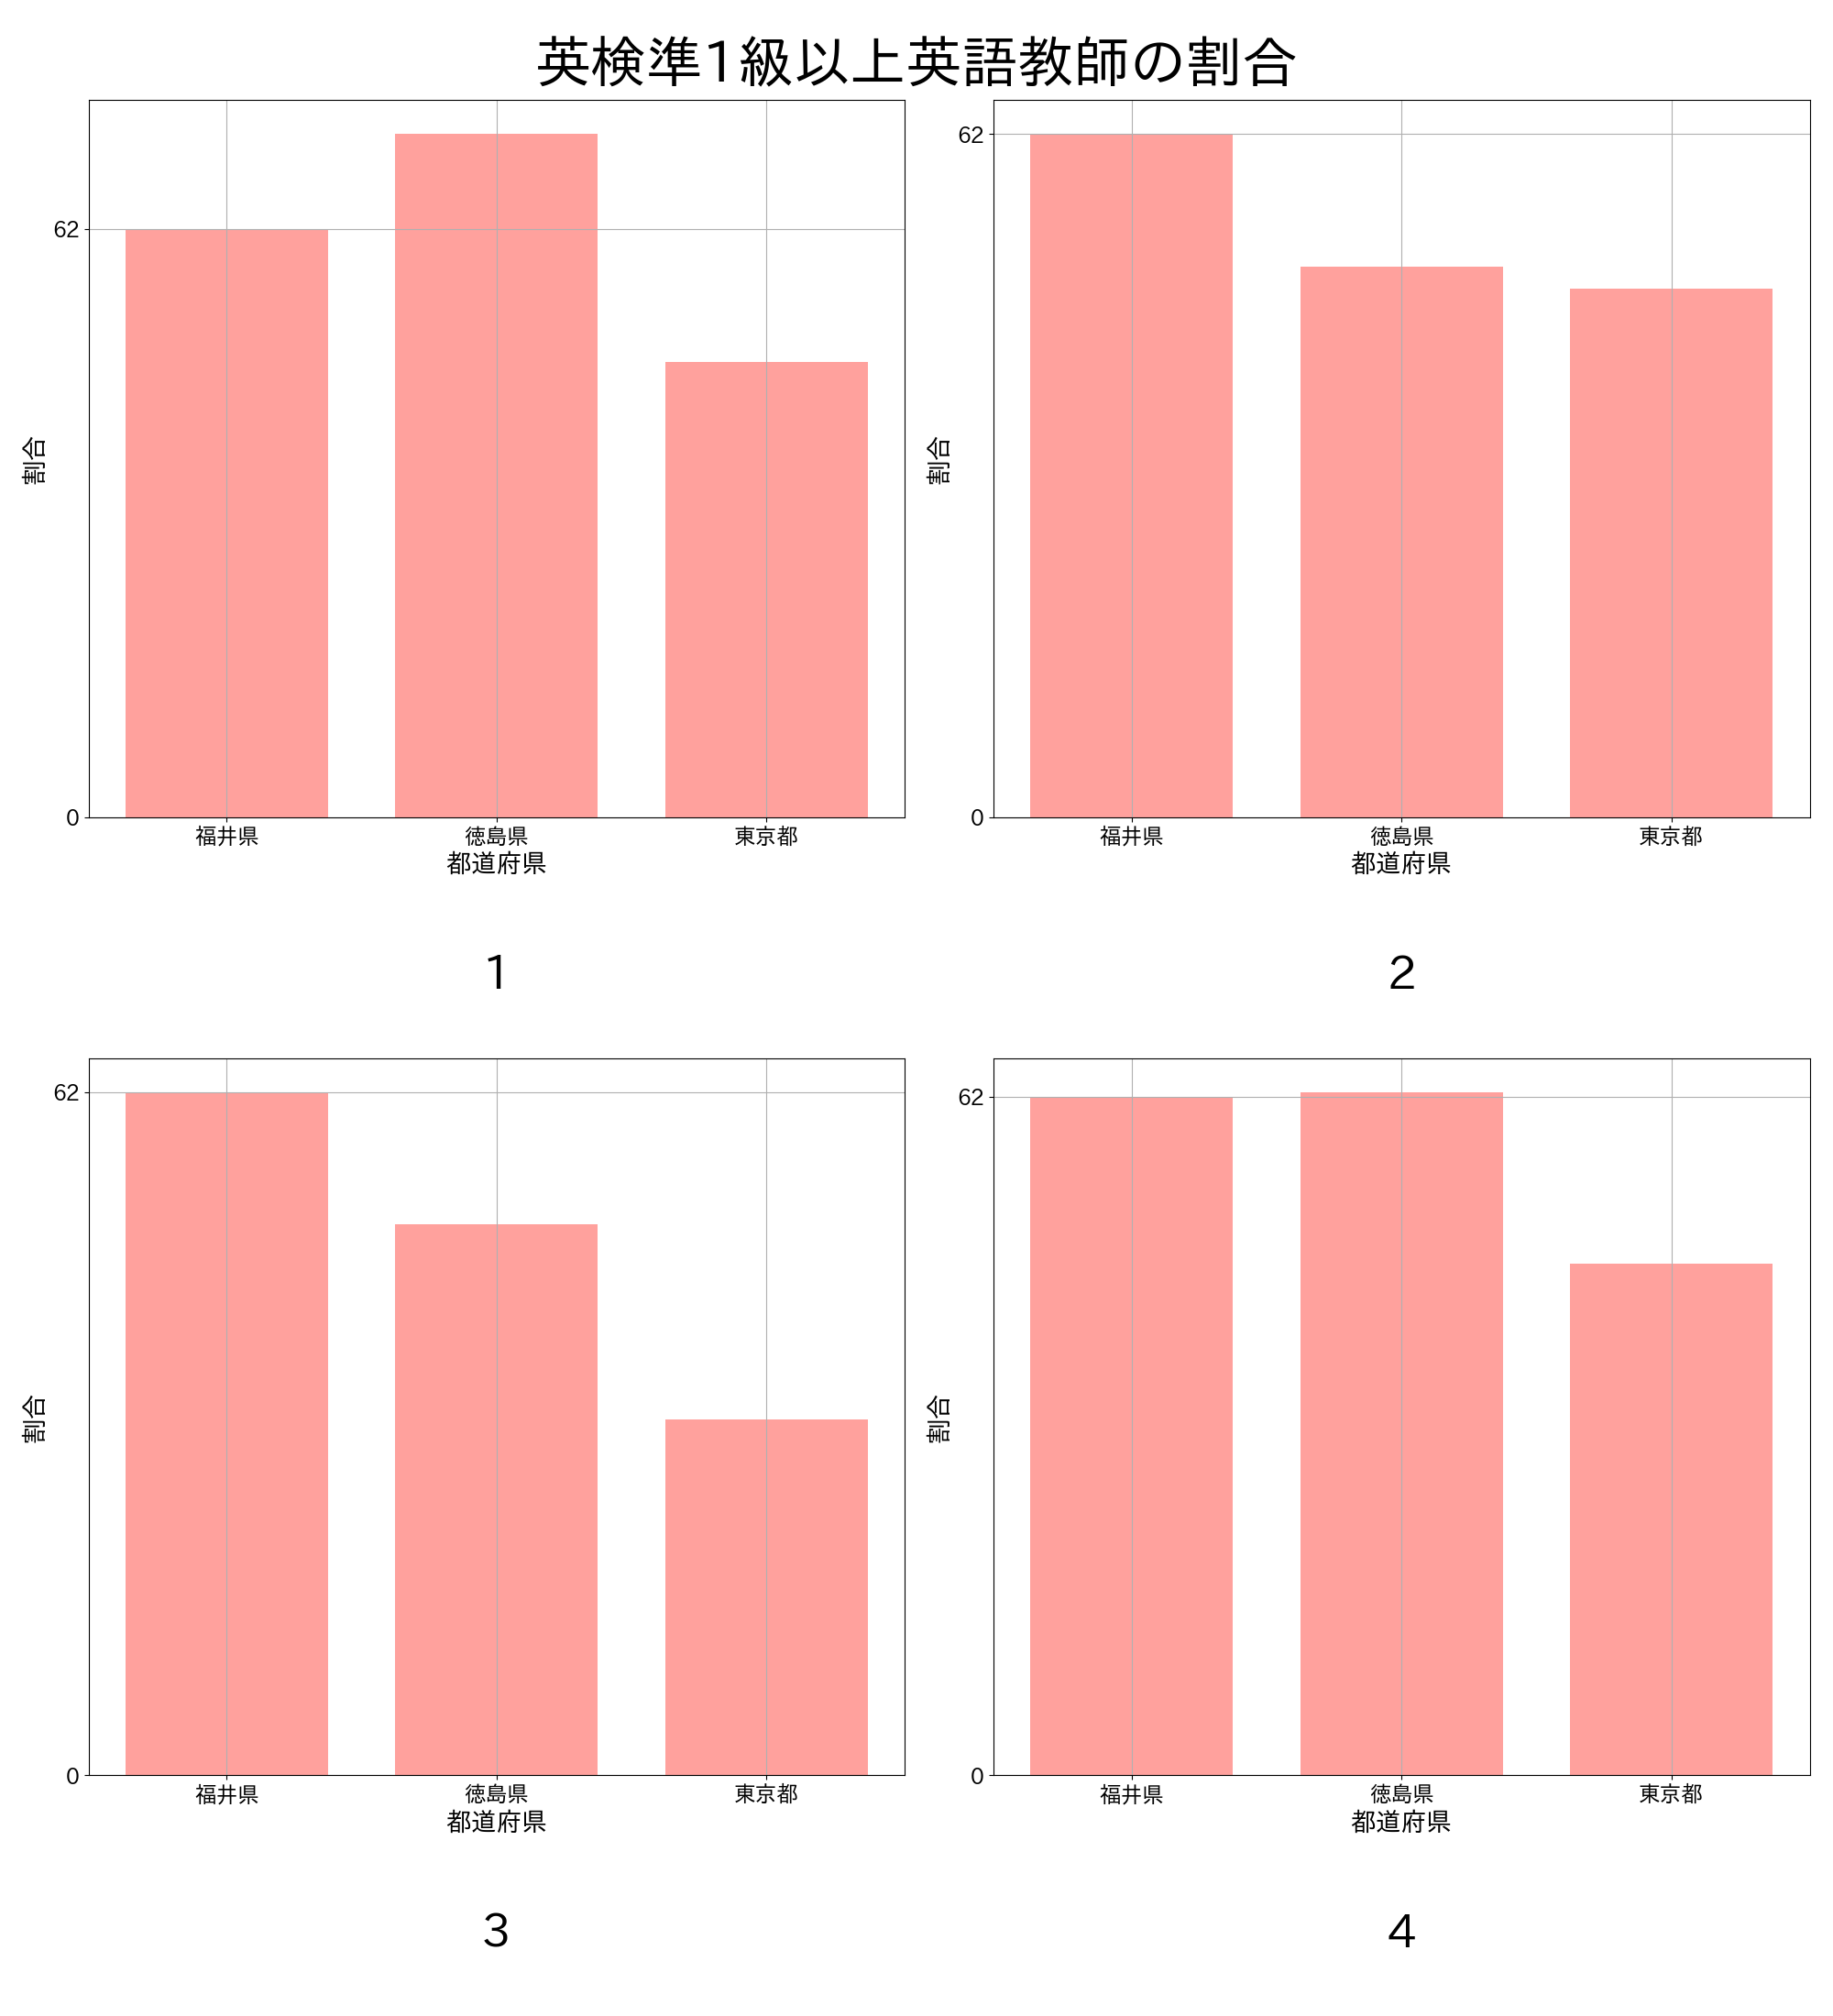 英検準1級以上英語教師の割合
62
0
割合
福井県 徳島県 東京都
都道府県
1
62
0
割合
福井県 徳島県 東京都
都道府県
2
62
0
割合
福井県 徳島県 東京都
都道府県
3
62
0
割合
福井県 徳島県 東京都
都道府県
4